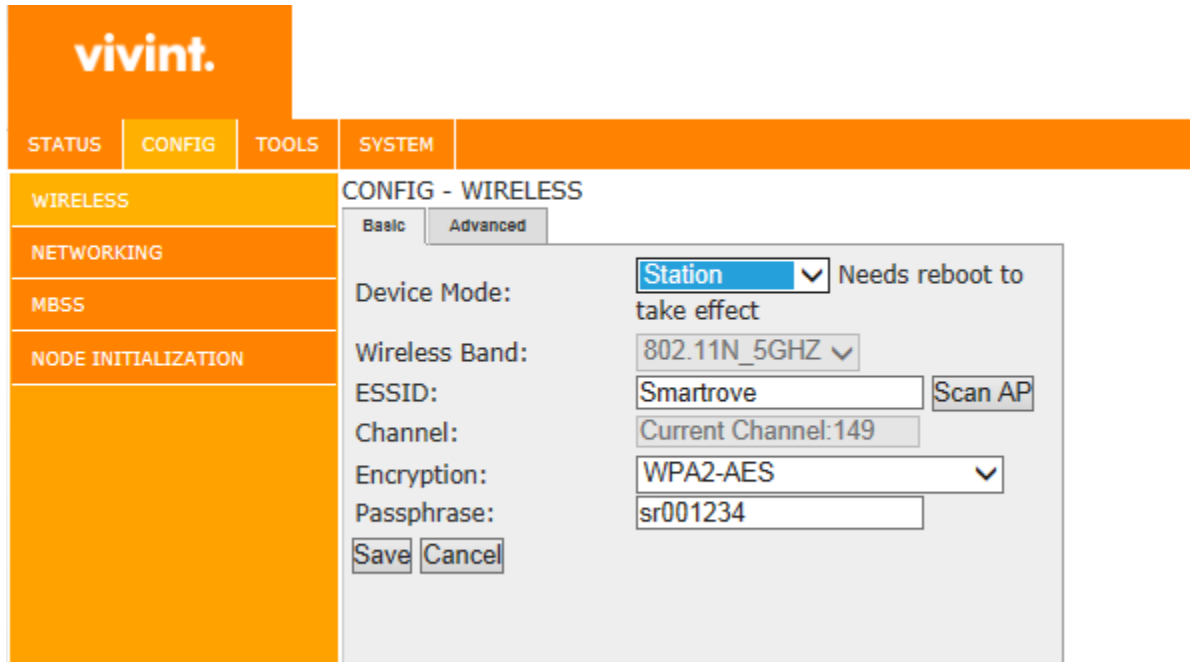 vivint.
STATUS CONFIG TOOLS SYSTEM
WIRELESS
NETWORKING
MBSS
NODE INITIALIZATION
CONFIG - WIRELESS
Basic Advanced
Device Mode: Station Needs reboot to
take effect
Wireless Band: 802.11N_5GHZ
ESSID: Smartrove Scan AP
Channel: Current Channel:149
Encryption: WPA2-AES
Passphrase: sr001234
Save Cancel